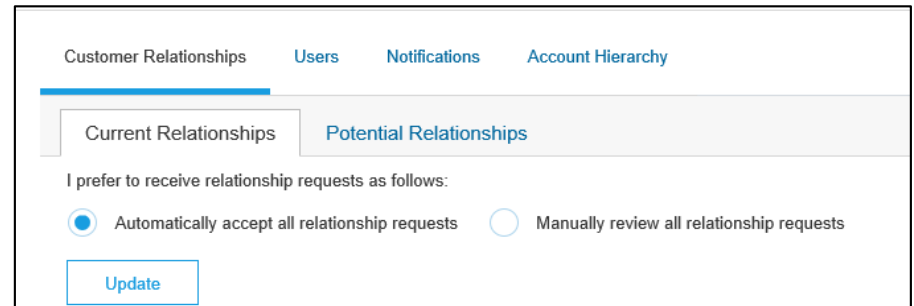 Customer Relationships Users Notifications Account Hierarchy
Current Relationships Potential Relationships
I prefer to receive relationship requests as follows:
Automatically accept all relationship requests Manually review all relationship requests
Update